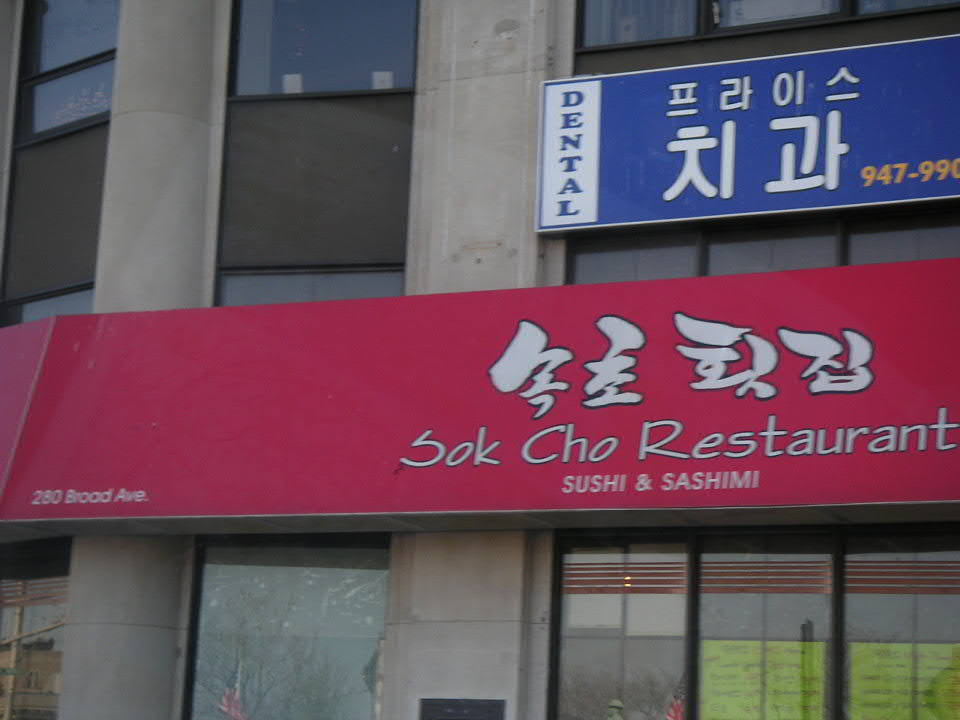 DENTAL
프라이스
치과
947-990
속초 횟집
Sok Cho Restaurant
SUSHI & SASHIMI
280 Broad Ave.